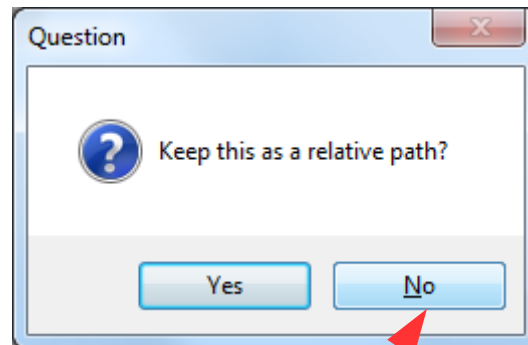 Question
Keep this as a relative path?
Yes
No